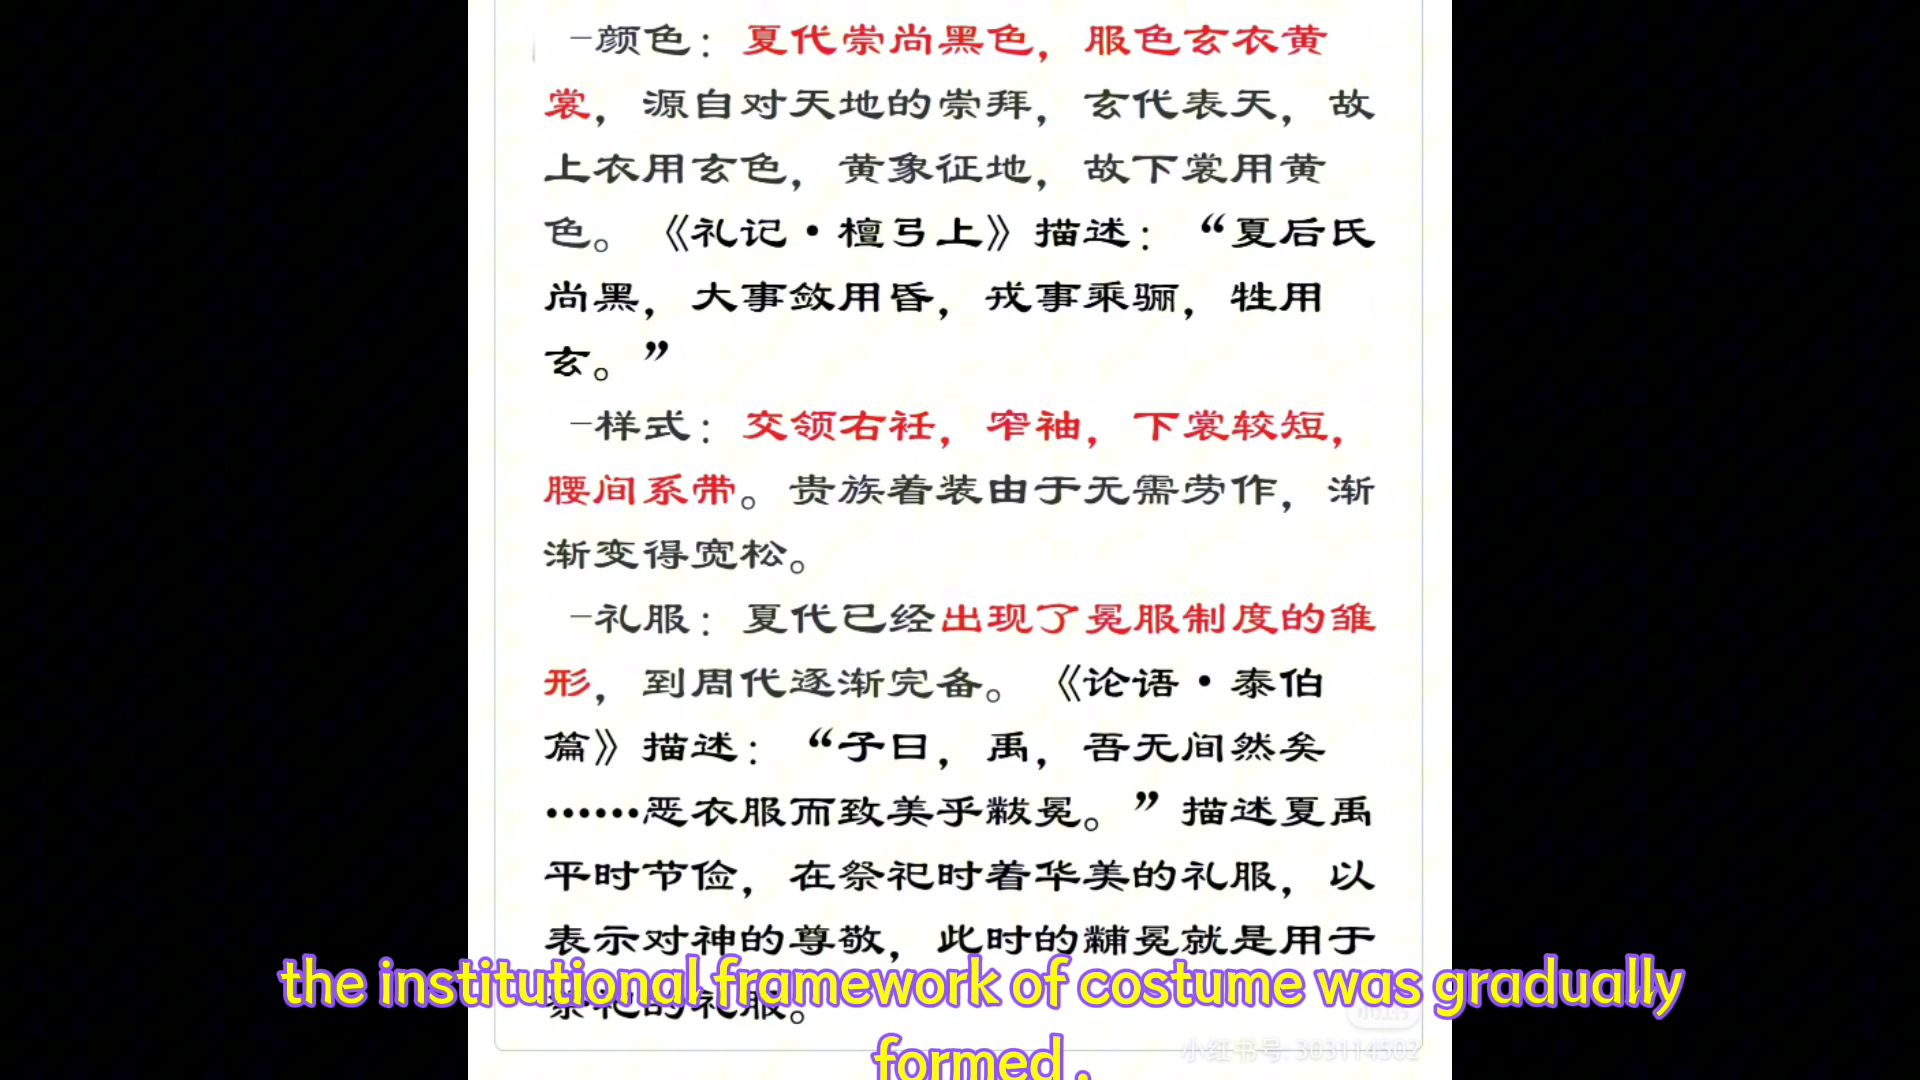 -颜色：夏代崇尚黑色，服色玄衣黄
裳，源自对天地的崇拜，玄代表天，故
上衣用玄色，黄象征地，故下裳用黄
色。《礼记·檀弓上》描述：“夏后氏
尚黑，大事敛用昏，戎事乘骊，牲用
玄。”
-样式：交领右衽，窄袖，下裳较短，
腰间系带。贵族着装由于无需劳作，渐
渐变得宽松。
-礼服：夏代已经出现了冕服制度的雏
形，到周代逐渐完备。《论语·泰伯
篇》描述：“子曰，禹，吾无间然矣
······恶衣服而致美乎黻冕。”描述夏禹
平时节俭，在祭祀时着华美的礼服，以
表示对神的尊敬，此时的黼冕就是用于
祭祀的礼服。
the institutional framework of costume was gradually
formed .
小红书
小红书号: 303114502